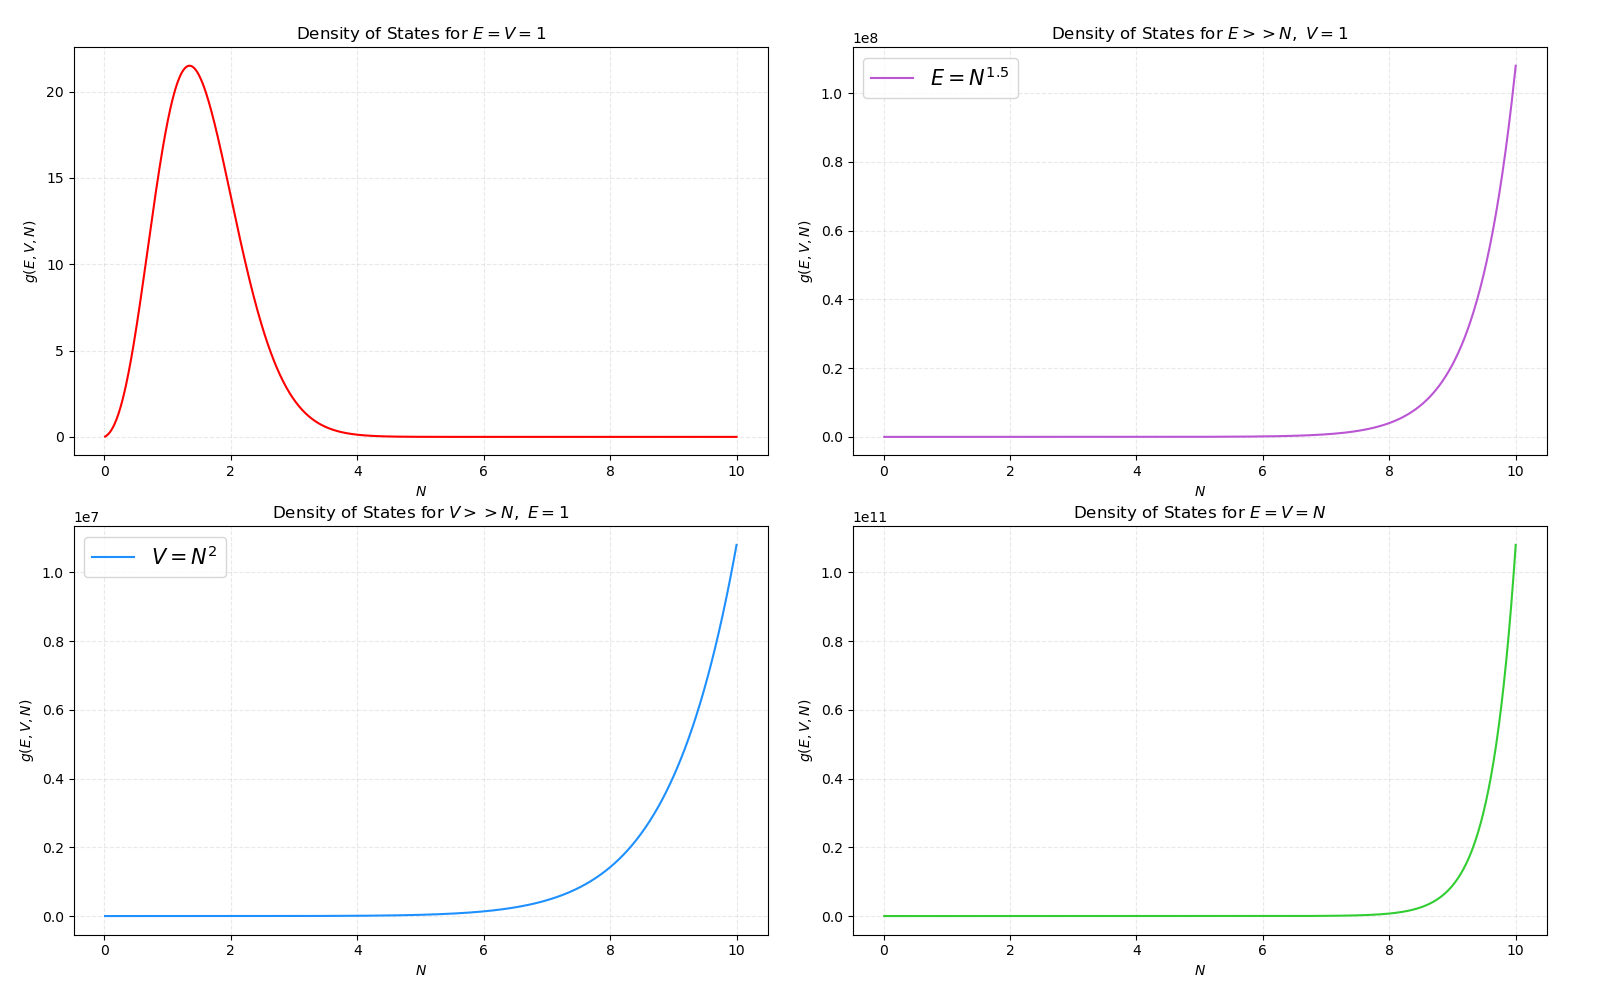 Density of States for E = V = 1
g(E, V, N)
20
15
10
5
0
0 2 4 6 8 10
N
Density of States for E >> N, V = 1
1e8
E = N^1.5
g(E, V, N)
1.0
0.8
0.6
0.4
0.2
0.0
0 2 4 6 8 10
N
Density of States for V >> N, E = 1
1e7
V = N^2
g(E, V, N)
1.0
0.8
0.6
0.4
0.2
0.0
0 2 4 6 8 10
N
Density of States for E = V = N
1e11
g(E, V, N)
1.0
0.8
0.6
0.4
0.2
0.0
0 2 4 6 8 10
N